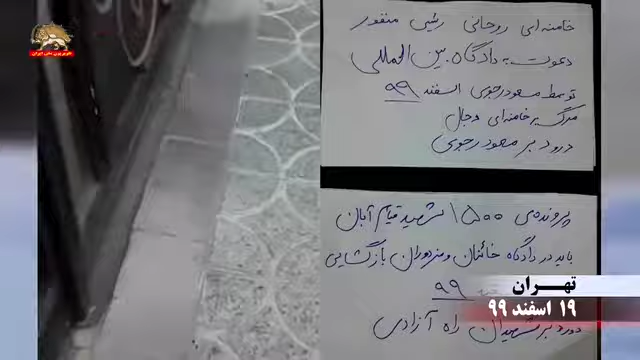 خامنه ای روحانی رئیسی منفور
دعوت به دادگاه بین المللی
توسط مسعود رجوی اسفند ۹۹
مرگ بر خامنه ای دجال
درود بر مسعود رجوی
پرونده‌ی ۱۵۰۰ شهید قیام آبان
باید در دادگاه خائنان و مزدوران بازگشایی
۹۹
درود بر شهیدان راه آزادی
تهران
۱۹ اسفند ۹۹